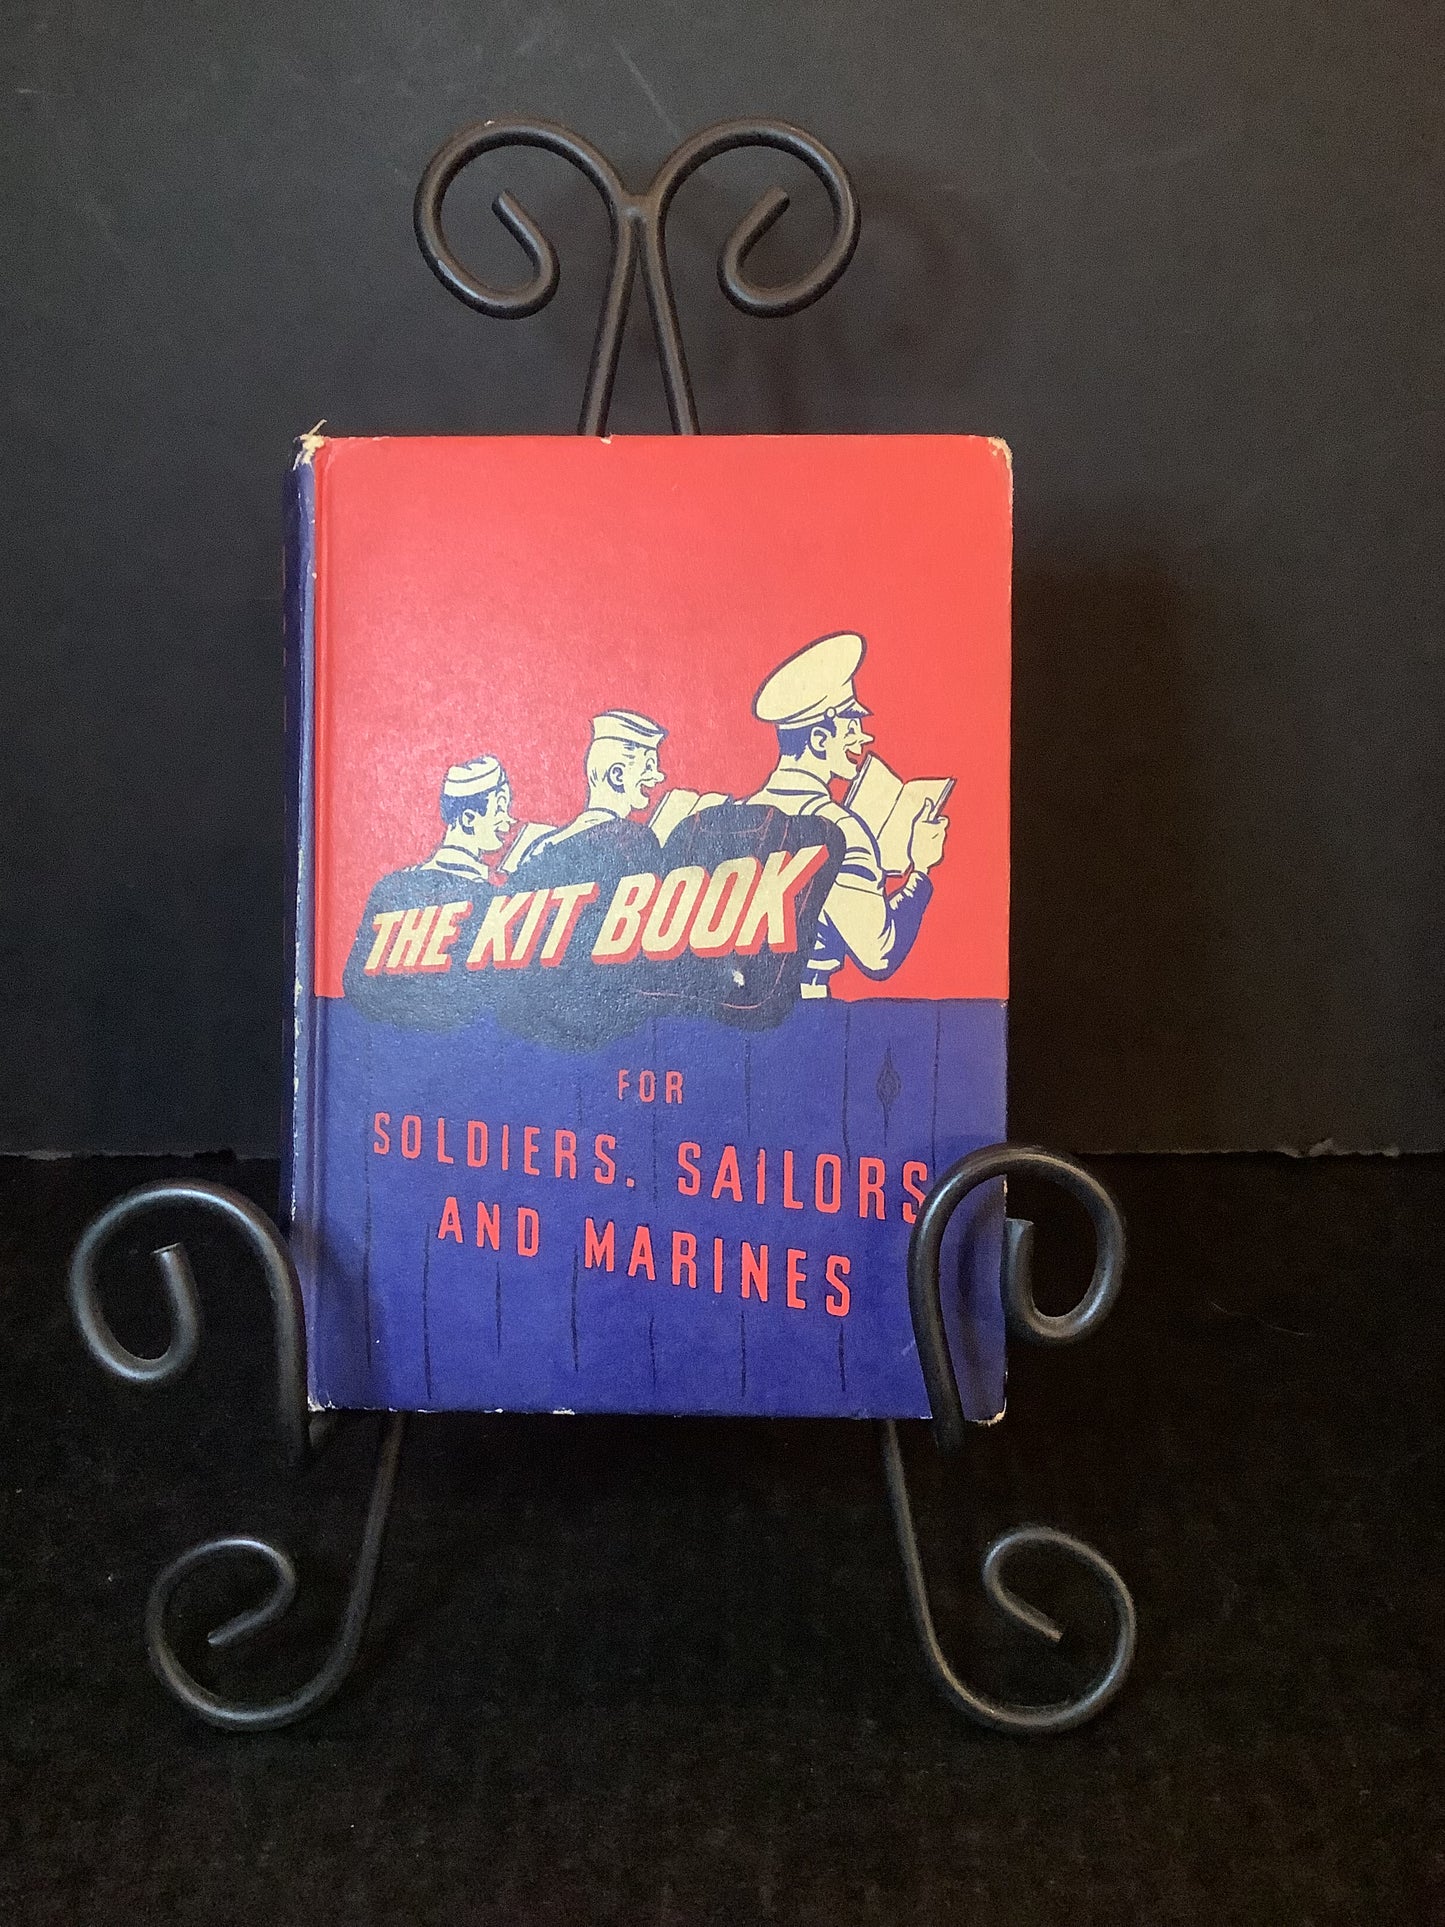 THE KIT BOOK
FOR
SOLDIERS, SAILORS
AND MARINES